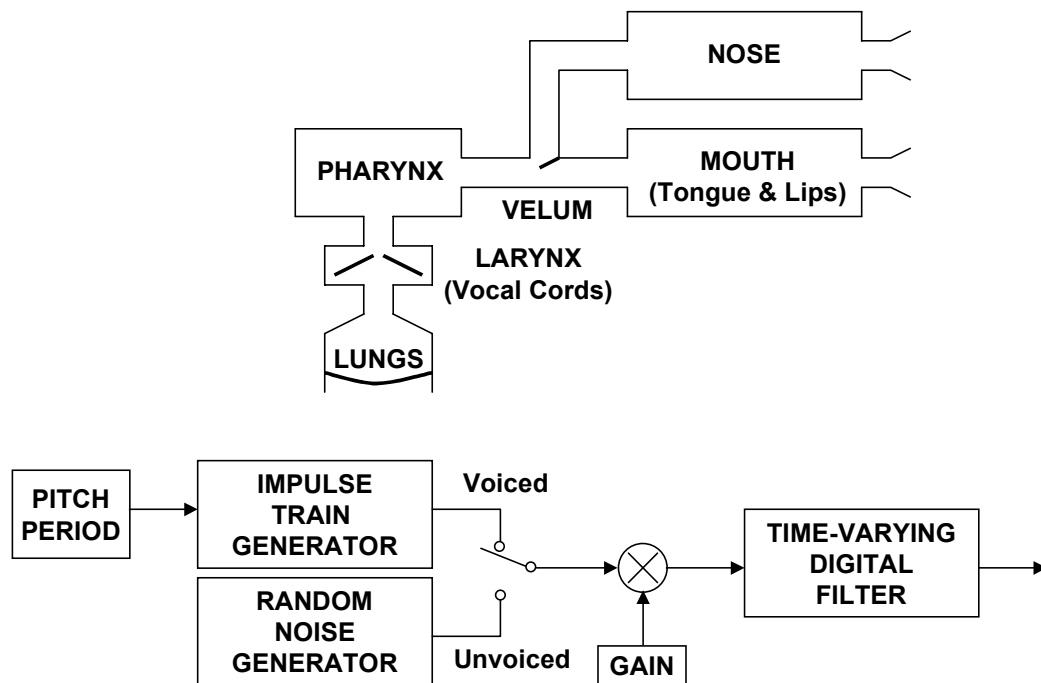 NOSE
PHARYNX
MOUTH
(Tongue & Lips)
VELUM
LARYNX
(Vocal Cords)
LUNGS
PITCH
PERIOD
IMPULSE
TRAIN
GENERATOR
Voiced
RANDOM
NOISE
GENERATOR
Unvoiced
GAIN
TIME-VARYING
DIGITAL
FILTER